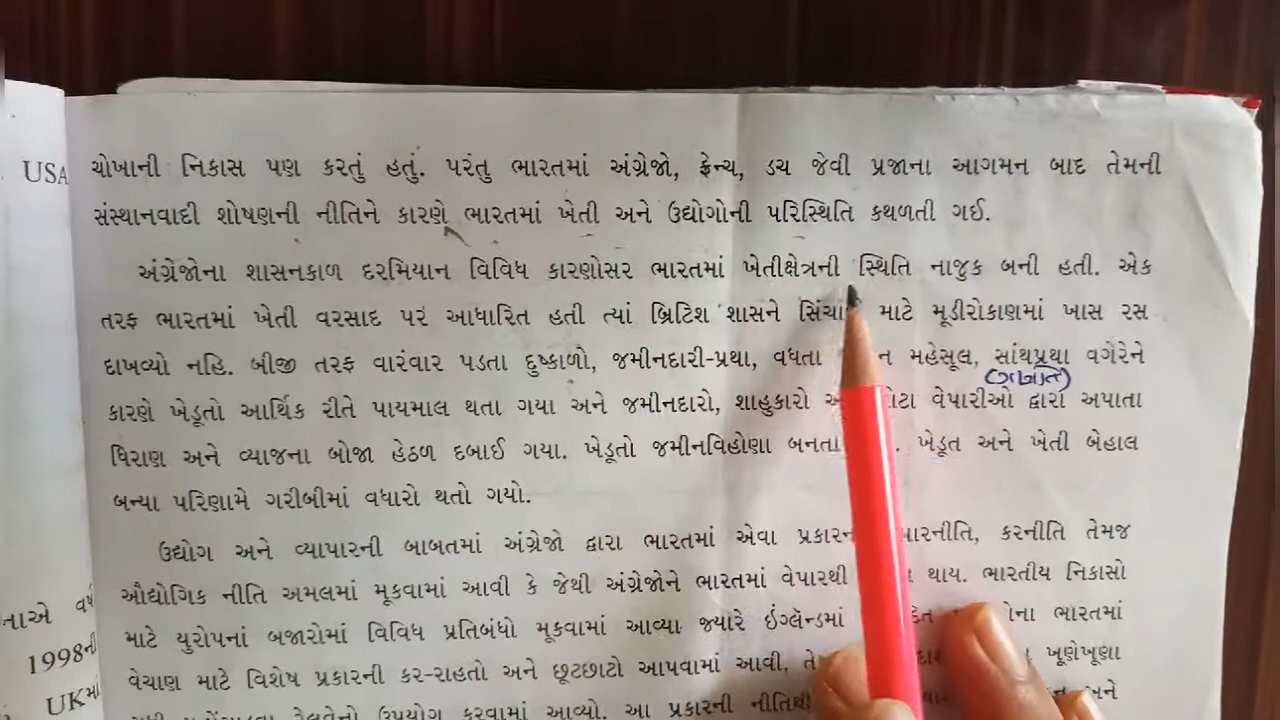 USA
ચોખાની નિકાસ પણ કરતું હતું. પરંતુ ભારતમાં અંગ્રેજો, ફ્રેન્ચ, ડચ જેવી પ્રજાના આગમન બાદ તેમની
સંસ્થાનવાદી શોષણની નીતિને કારણે ભારતમાં ખેતી અને ઉદ્યોગોની પરિસ્થિતિ કથળતી ગઈ.
અંગ્રેજોના શાસનકાળ દરમિયાન વિવિધ કારણોસર ભારતમાં ખેતીક્ષેત્રની સ્થિતિ નાજુક બની હતી. એક
તરફ ભારતમાં ખેતી વરસાદ પર આધારિત હતી ત્યાં બ્રિટિશ શાસને માટે મૂડીરોકાણમાં ખાસ રસ
દાખવ્યો નહિ. બીજી તરફ વારંવાર પડતા દુષ્કાળો, જમીનદારી-પ્રથા, વધતા મહેસૂલ, સાંથપ્રથા વગેરેને
કારણે ખેડૂતો આર્થિક રીતે પાયમાલ થતા ગયા અને જમીનદારો, શાહુકારો વેપારીઓ દ્વારા અપાતા
ધિરાણ અને વ્યાજના બોજા હેઠળ દબાઈ ગયા. ખેડૂતો જમીનવિહોણા બનતા ખેડૂત અને ખેતી બેહાલ
બન્યા પરિણામે ગરીબીમાં વધારો થતો ગયો.
ઉદ્યોગ અને વ્યાપારની બાબતમાં અંગ્રેજો દ્વારા ભારતમાં એવા કરનીતિ તેમજ
ઔદ્યોગિક નીતિ અમલમાં મૂકવામાં આવી કે જેથી અંગ્રેજોને ભારતમાં વેપારથી થાય. ભારતીય નિકાસો
માટે યુરોપનાં બજારોમાં વિવિધ પ્રતિબંધો મૂકવામાં આવ્યા જ્યારે ઇંગ્લૅન્ડમાં ભારતમાં
વેચાણ માટે વિશેષ પ્રકારની કર-રાહતો અને છૂટછાટો આપવામાં આવી, ખૂણેખૂણા
ઉપયોગ કરવામાં આવ્યો. આ પ્રકારની અને
1998ની
UKમાં